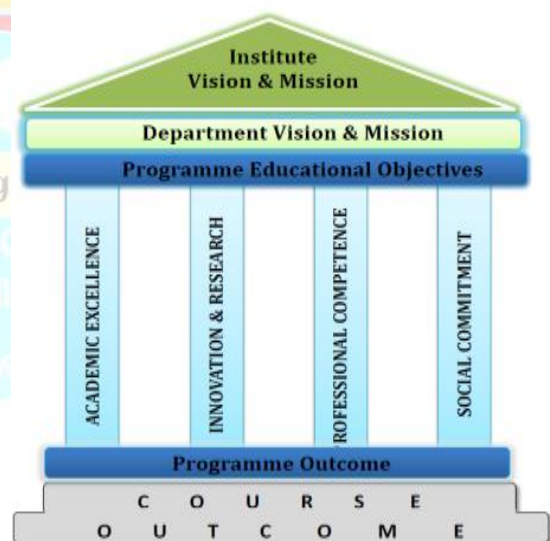 Institute
Vision & Mission
Department Vision & Mission
Programme Educational Objectives
ACADEMIC EXCELLENCE
INNOVATION & RESEARCH
ROFESSIONAL COMPETENCE
SOCIAL COMMITMENT
Programme Outcome
C O U R S E
O U T C O M E